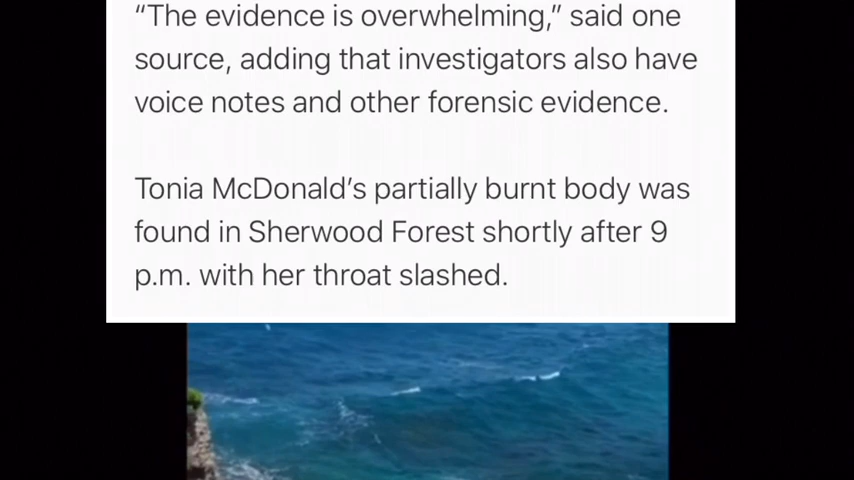 “The evidence is overwhelming,” said one
source, adding that investigators also have
voice notes and other forensic evidence.
Tonia McDonald’s partially burnt body was
found in Sherwood Forest shortly after 9
p.m. with her throat slashed.